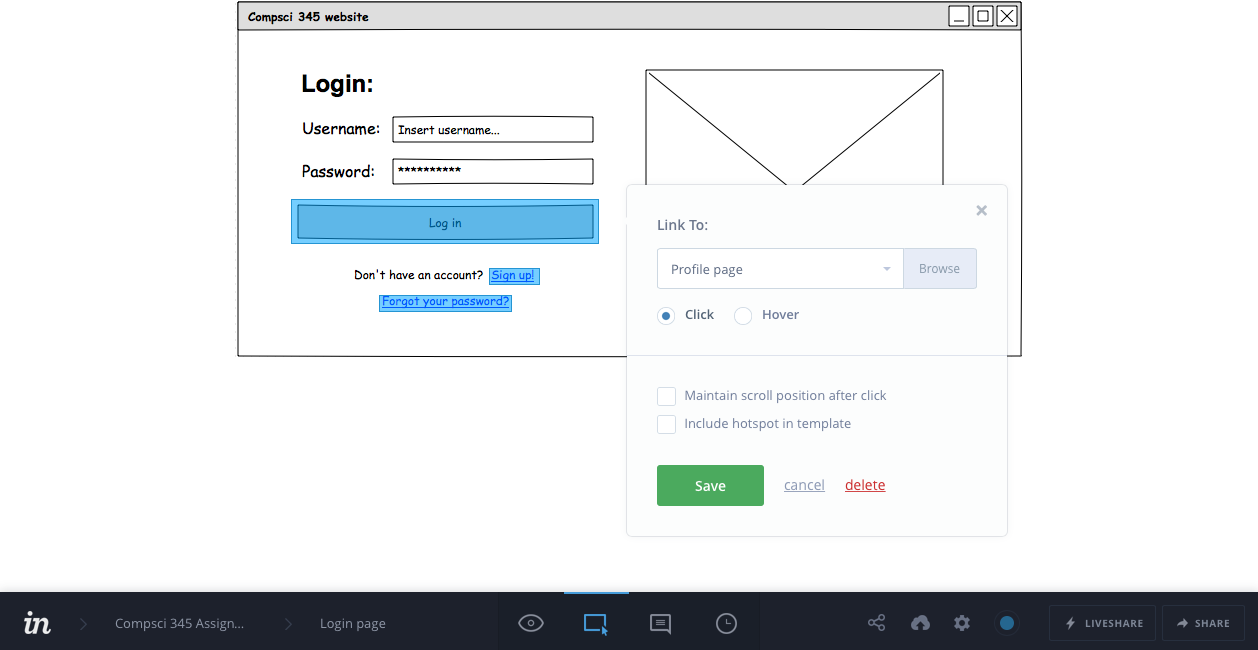 Compsci 345 website
Login:
Username: Insert username...
Password: **********
Log in
Don't have an account? Sign up!
Forgot your password?
Link To:
Profile page Browse
Click Hover
Maintain scroll position after click
Include hotspot in template
Save cancel delete
in Compsci 345 Assign... Login page LIVESHARE SHARE